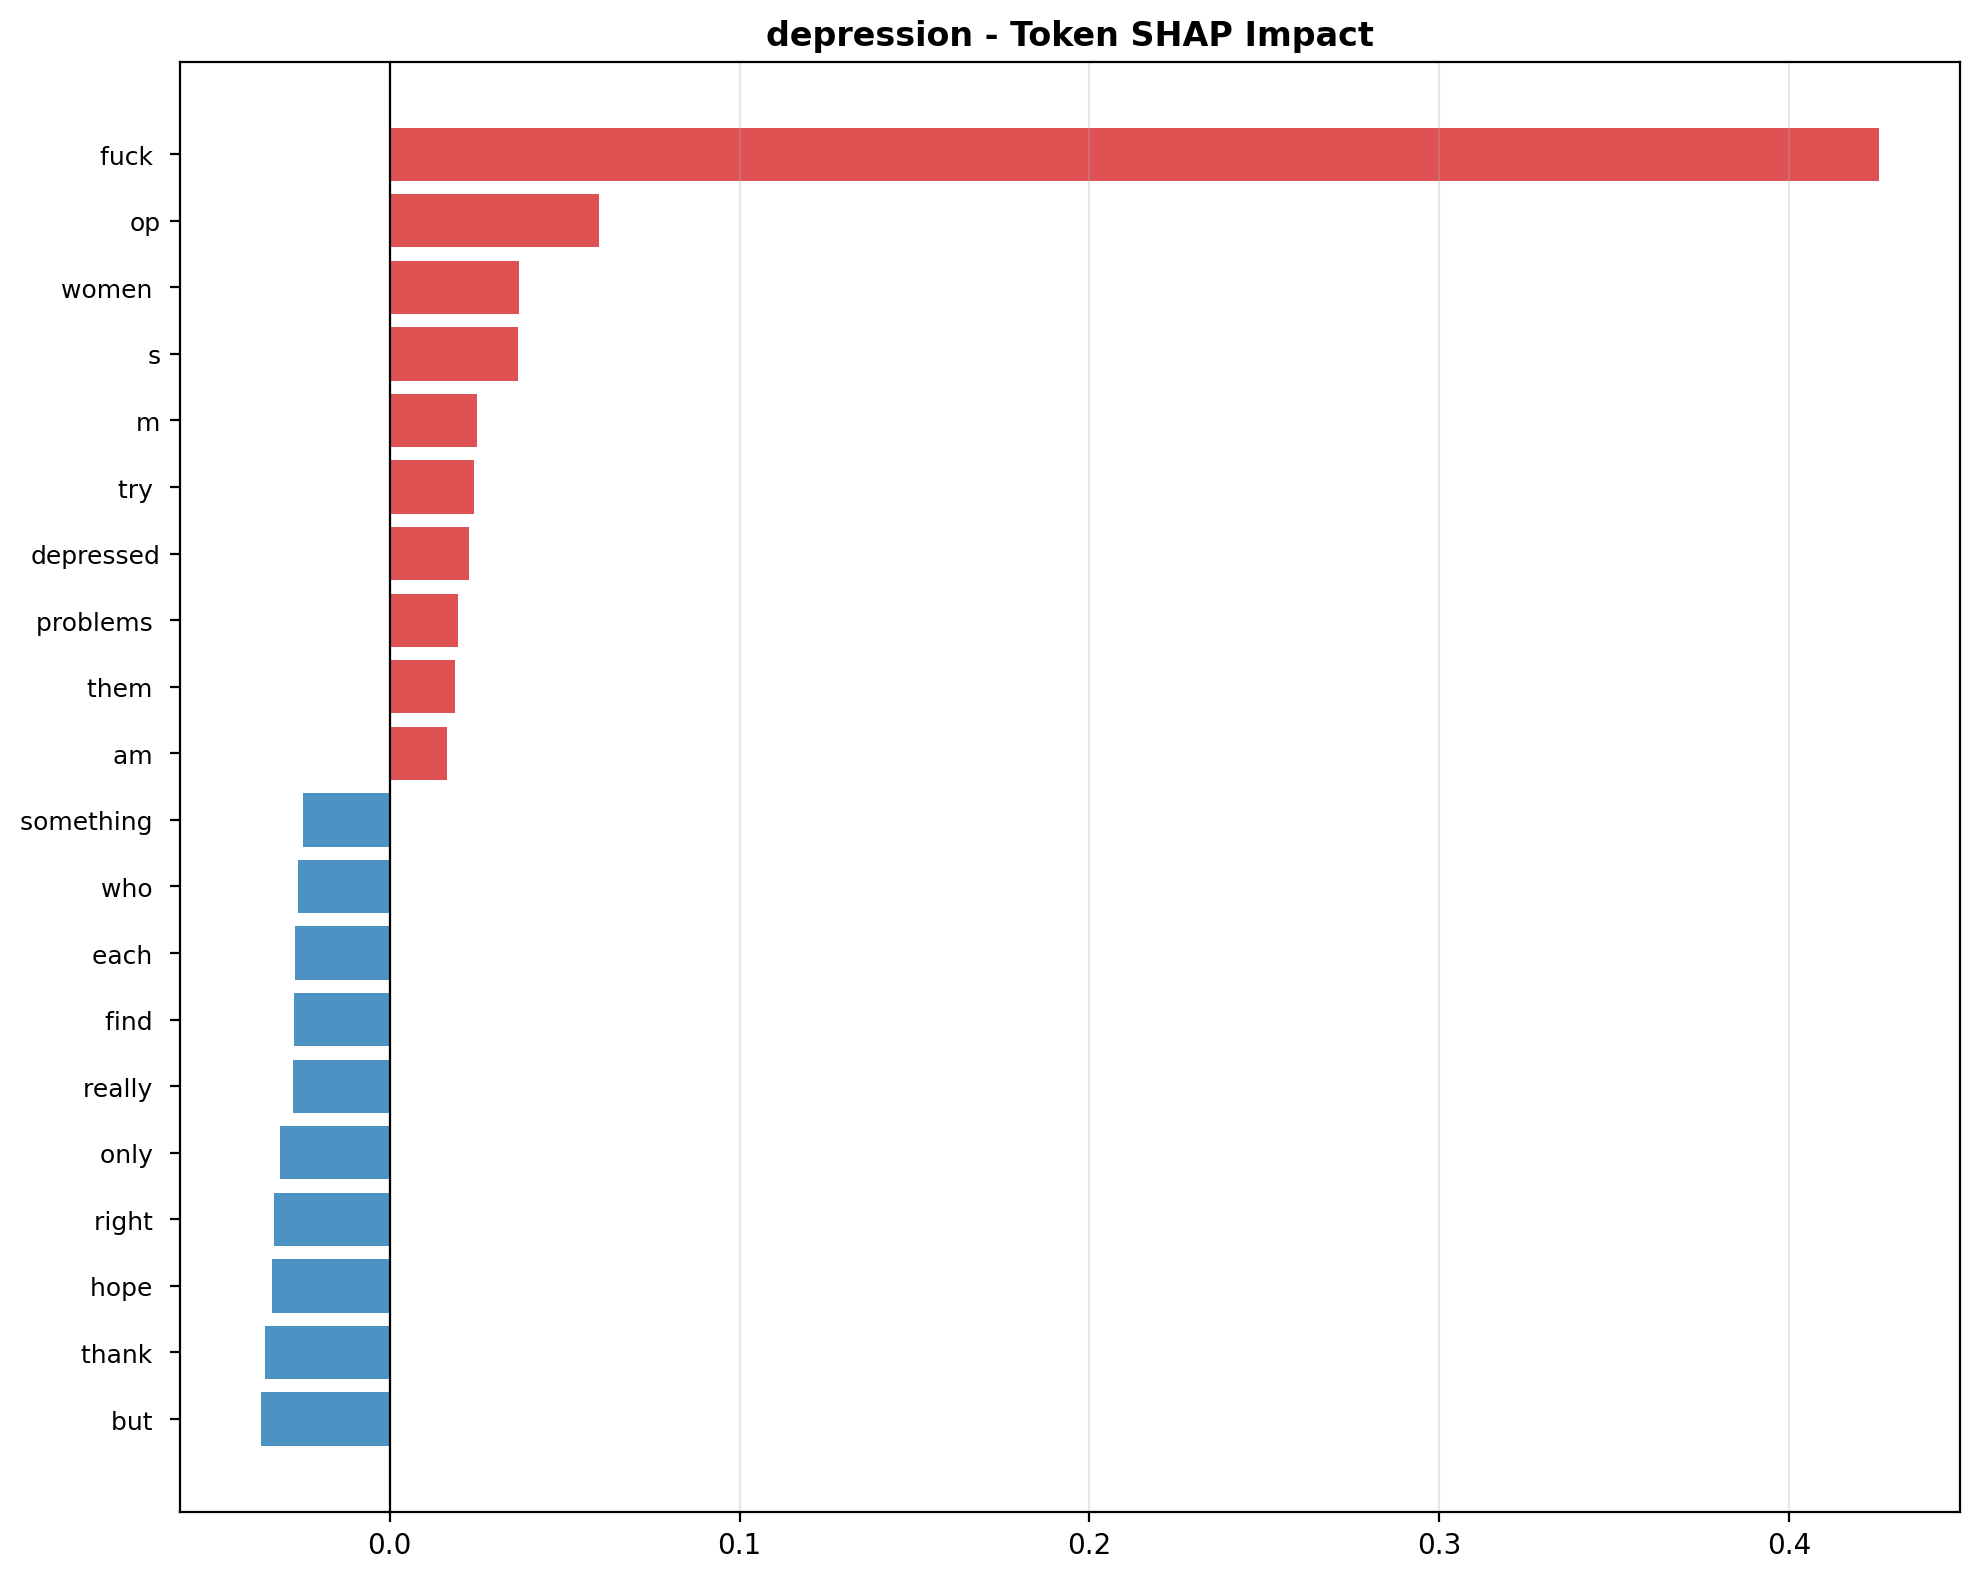 depression - Token SHAP Impact
fuck
op
women
s
m
try
depressed
problems
them
am
something
who
each
find
really
only
right
hope
thank
but
0.0 0.1 0.2 0.3 0.4